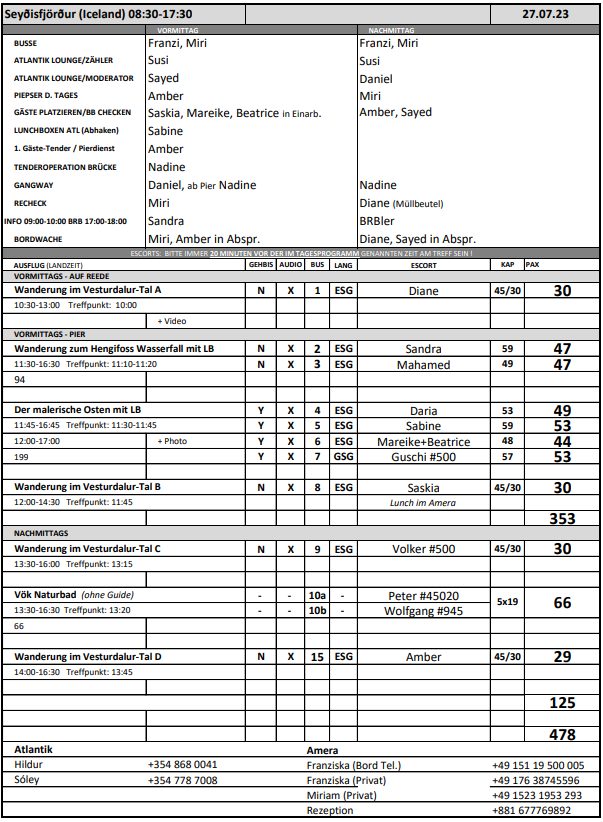 Seyðisfjörður (Iceland) 08:30-17:30 27.07.23
VORMITTAG NACHMITTAG
BUSSE Franzi, Miri Franzi, Miri
ATLANTIK LOUNGE/ZÄHLER Susi Susi
ATLANTIK LOUNGE/MODERATOR Sayed Daniel
PIEPSER D. TAGES Amber Miri
GÄSTE PLATZIEREN/BB CHECKEN Saskia, Mareike, Beatrice in Einarb. Amber, Sayed
LUNCHBOXEN ATL (Abhaken) Sabine
1. Gäste-Tender / Pierdienst Amber
TENDEROPERATION BRÜCKE Nadine
GANGWAY Daniel, ab Pier Nadine Nadine
RECHECK Miri Diane (Müllbeutel)
INFO 09:00-10:00 BRB 17:00-18:00 Sandra BRBler
BORDWACHE Miri, Amber in Abspr. Diane, Sayed in Abspr.
ESCORTS: BITTE IMMER 20 MINUTEN VOR DER IM TAGESPROGRAMM GENANNTEN ZEIT AM TREFF SEIN !
AUSFLUG (LANDZEIT) GEHBIS AUDIO BUS LANG ESCORT KAP PAX
VORMITTAGS - AUF REEDE
Wanderung im Vesturdalur-Tal A N X 1 ESG Diane 45/30 30
10:30-13:00 Treffpunkt: 10:00
+ Video
VORMITTAGS - PIER
Wanderung zum Hengifoss Wasserfall mit LB N X 2 ESG Sandra 59 47
11:30-16:30 Treffpunkt: 11:10-11:20 N X 3 ESG Mahamed 49 47
94
Der malerische Osten mit LB Y X 4 ESG Daria 53 49
11:45-16:45 Treffpunkt: 11:30-11:45 Y X 5 ESG Sabine 59 53
12:00-17:00 + Photo Y X 6 ESG Mareike+Beatrice 48 44
199 Y X 7 GSG Guschi #500 57 53
Wanderung im Vesturdalur-Tal B N X 8 ESG Saskia 45/30 30
12:00-14:30 Treffpunkt: 11:45 Lunch im Amera
353
NACHMITTAGS
Wanderung im Vesturdalur-Tal C N X 9 ESG Volker #500 45/30 30
13:30-16:00 Treffpunkt: 13:15
Vök Naturbad (ohne Guide) - - 10a - Peter #45020 5x19 66
13:30-16:30 Treffpunkt: 13:20 - - 10b - Wolfgang #945
66
Wanderung im Vesturdalur-Tal D N X 15 ESG Amber 45/30 29
14:00-16:30 Treffpunkt: 13:45
125
478
Atlantik Amera
Hildur +354 868 0041 Franziska (Bord Tel.) +49 151 19 500 005
Sóley +354 778 7008 Franziska (Privat) +49 176 38745596
Miriam (Privat) +49 1523 1953 293
Rezeption +881 677769892